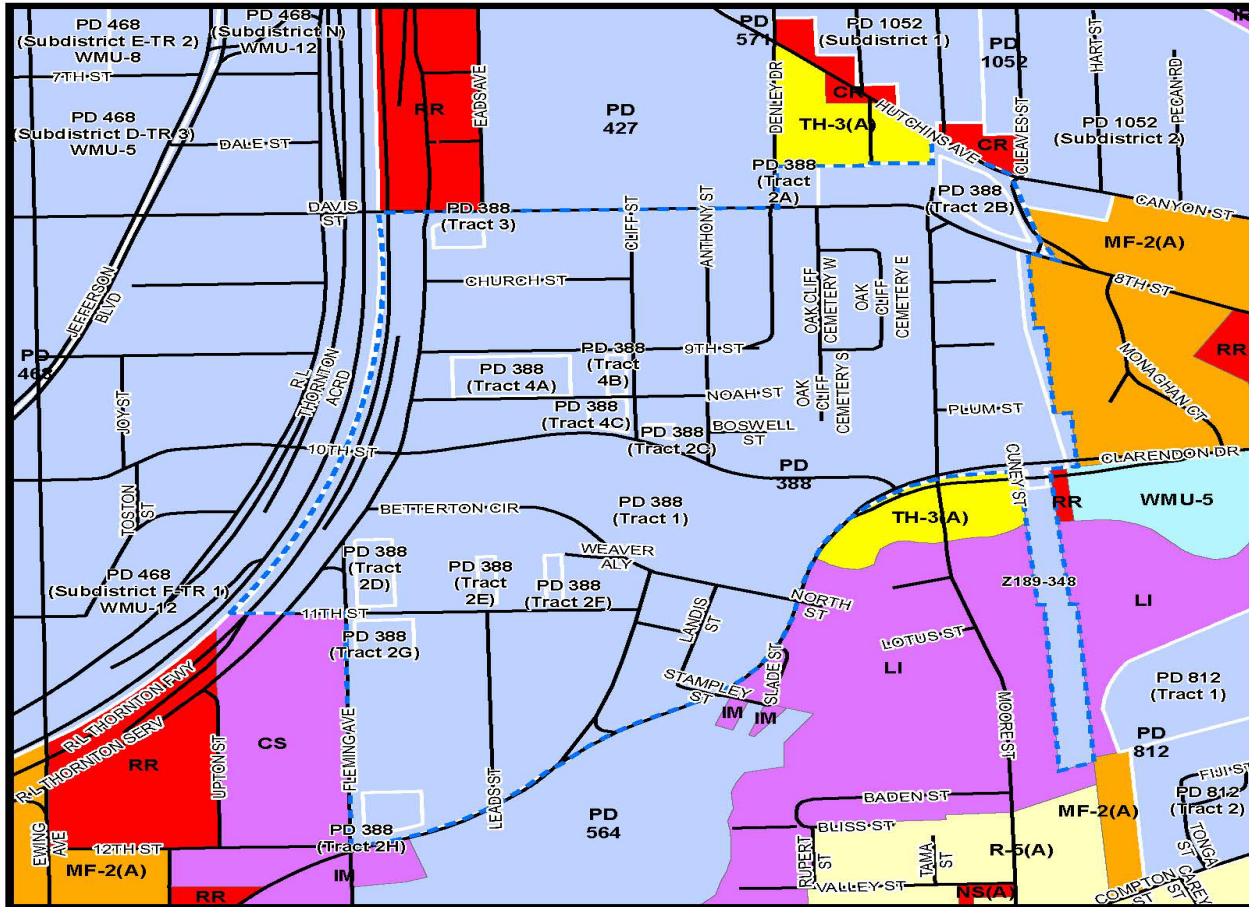 PD 468
(Subdistrict E-TR 2)
WMU-8
(Subdistrict N)
WMU-12
PD 468
7TH ST
PD 468
(Subdistrict D-TR 3)
WMU-5
DALE ST
RR
EADS AVE
PD
427
PD
571
DENLEY DR
PD 1052
(Subdistrict 1)
CR
TH-3(A)
HUTCHINS AVE
PD
1052
CLEAVES ST
HART ST
PECAN RD
PD 1052
(Subdistrict 2)
CR
CANYON ST
DAVIS
ST
PD 388
(Tract 3)
CLIFF ST
ANTHONY ST
PD 388
(Tract
2A)
PD 388
(Tract 2B)
MF-2(A)
8TH ST
JEFFERSON
BLVD
CHURCH ST
OAK CLIFF
CEMETERY W
OAK
CLIFF
CEMETERY E
PD
R L
THORNTON
ACRD
9TH ST
PD 388
(Tract 4A)
PD 388
(Tract
4B)
RR
MONAGHAN CT
JOY ST
NOAH ST
PD 388
(Tract 4C)
OAK
CLIFF
CEMETERY S
PLUM ST
BOSWELL
ST
PD 388
(Tract 2C)
10TH ST
PD
388
CUNEY ST
CLARENDON DR
TOSTON
ST
BETTERTON CIR
PD 388
(Tract 1)
TH-3(A)
RR
WMU-5
WEAVER
ALY
PD 388
(Tract
2D)
PD 388
(Tract
2E)
PD 388
(Tract 2F)
PD 468
(Subdistrict F-TR 1)
WMU-12
Z189-348
LI
11TH ST
NORTH
ST
LANDIS
ST
LOTUS ST
PD 388
(Tract 2G)
LI
SLADE ST
STAMPLEY
ST
IM
IM
PD 812
(Tract 1)
PD
812
R L THORNTON FWY
R L THORNTON SERV
RR
UPTON ST
CS
FLEMING AVE
LEADS ST
MOORE ST
FIJI ST
PD 812
(Tract 2)
BADEN ST
MF-2(A)
PD
564
BLISS ST
EWING
AVE
12TH ST
PD 388
(Tract 2H)
RUPERT
ST
TAMA
ST
R-5(A)
TONGA
ST
MF-2(A)
RR
IM
VALLEY ST
NS(A)
COMPTON
ST
CAREY
ST